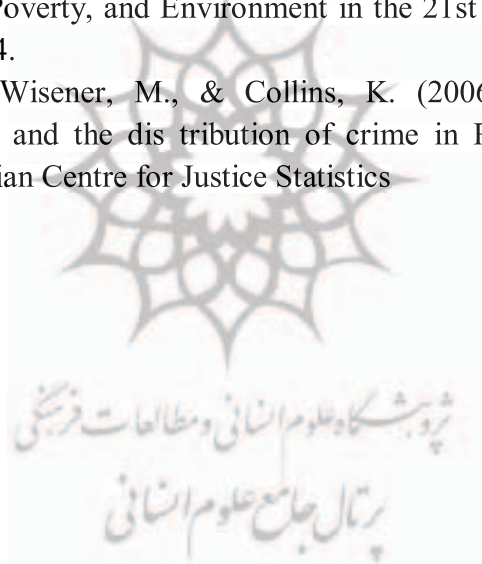 Poverty, and Environment in the 21st
4.
Wisener, M., & Collins, K. (2006
and the dis tribution of crime in
ian Centre for Justice Statistics
پژوهشگاه علوم انسانی و مطالعات فرهنگی
پرتال جامع علوم انسانی